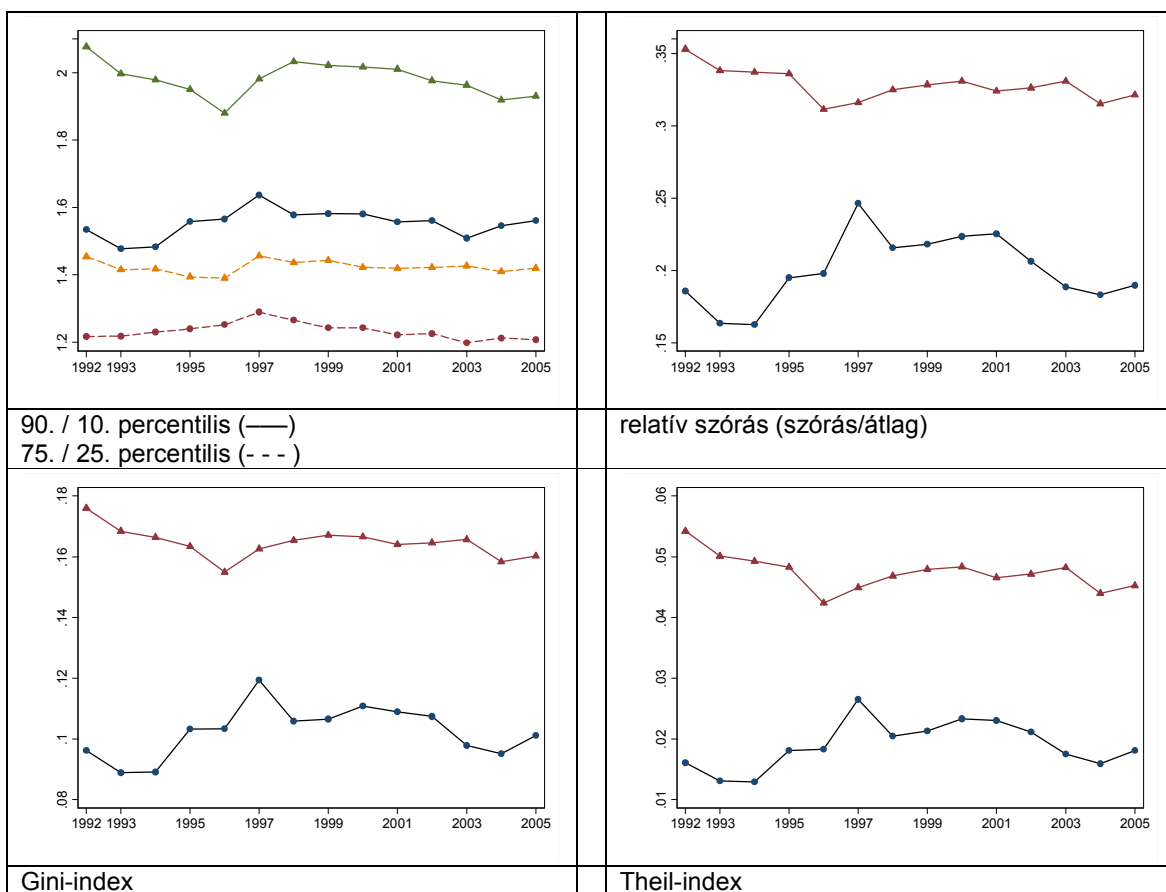 2
1.8
1.6
1.4
1.2
1992 1993 1995 1997 1999 2001 2003 2005
.35
.3
.25
.2
.15
1992 1993 1995 1997 1999 2001 2003 2005
90. / 10. percentilis (——)
75. / 25. percentilis (- - - )
relatív szórás (szórás/átlag)
.18
.16
.14
.12
.1
.08
1992 1993 1995 1997 1999 2001 2003 2005
.06
.05
.04
.03
.02
.01
1992 1993 1995 1997 1999 2001 2003 2005
Gini-index
Theil-index